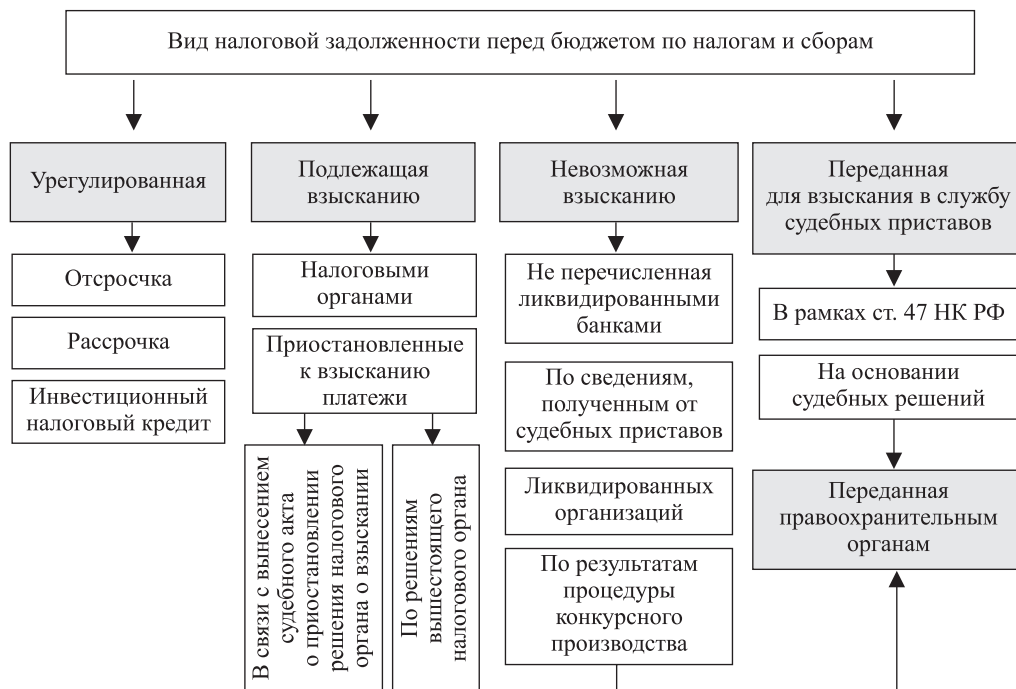 Вид налоговой задолженности перед бюджетом по налогам и сборам
Урегулированная
Отсросчка
Рассрочка
Инвестиционный
налоговый кредит
Подлежащая
взысканию
Налоговыми
органами
Приостановленные
к взысканию
платежи
В связи с вынесением
судебного акта
о приостановлении
решения налогового
органа о взыскании
По решениям
вышестоящего
налогового органа
Невозможная
взысканию
Не перечисленная
ликвидированными
банками
По сведениям,
полученным от
судебных приставов
Ликвидированных
организаций
По результатам
процедуры
конкурсного
производства
Переданная
для взыскания в службу
судебных приставов
В рамках ст. 47 НК РФ
На основании
судебных решений
Переданная
правоохранительным
органам